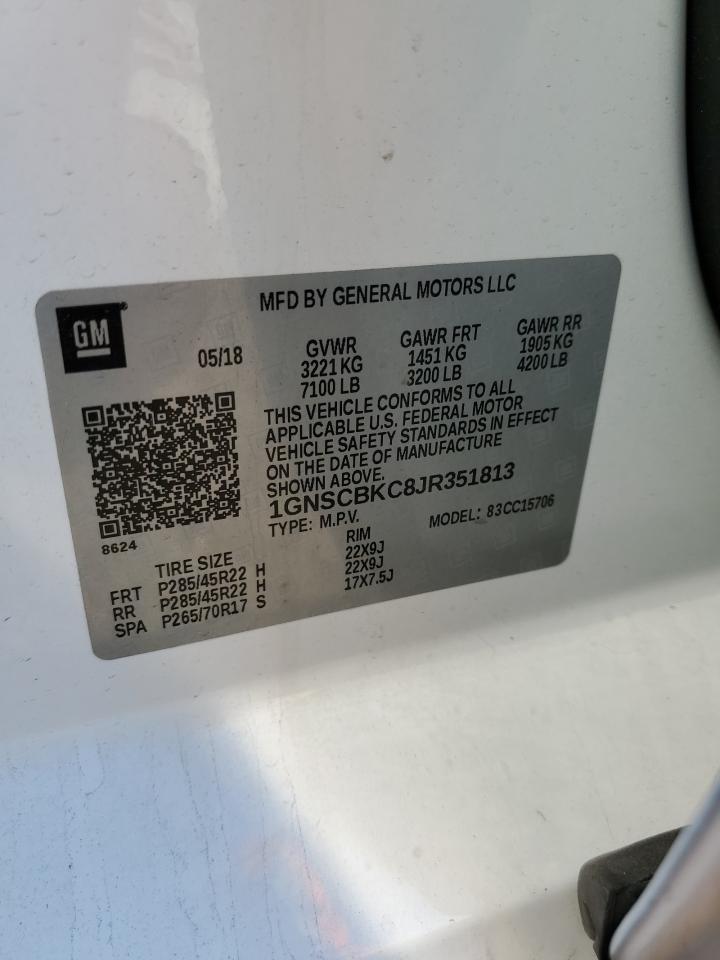 GM
MFD BY GENERAL MOTORS LLC
05/18
GVWR
3221 KG
7100 LB
GAWR FRT
1451 KG
3200 LB
GAWR RR
1905 KG
4200 LB
THIS VEHICLE CONFORMS TO ALL
APPLICABLE U.S. FEDERAL MOTOR
VEHICLE SAFETY STANDARDS IN EFFECT
ON THE DATE OF MANUFACTURE
SHOWN ABOVE.
1GNSCBKC8JR351813
TYPE: M.P.V. MODEL: 83CC15706
8624
TIRE SIZE RIM
FRT P285/45R22 H 22X9J
RR P285/45R22 H 22X9J
SPA P265/70R17 S 17X7.5J